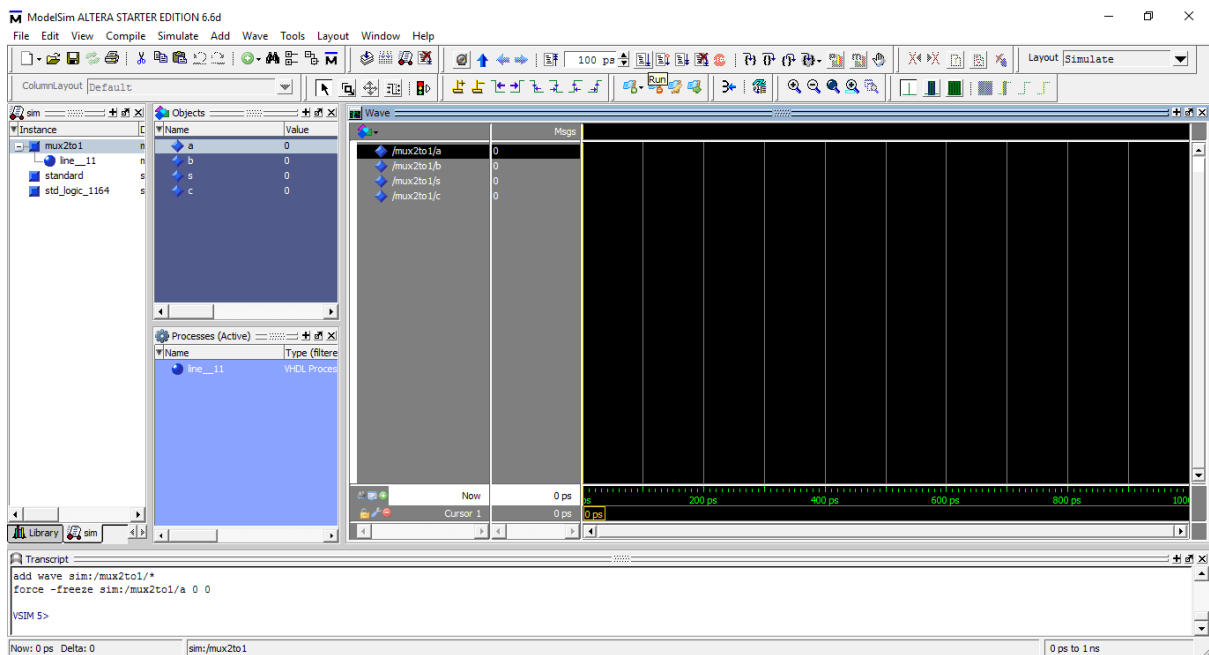 ModelSim ALTERA STARTER EDITION 6.6d
File Edit View Compile Simulate Add Wave Tools Layout Window Help
100 ps
Layout Simulate
ColumnLayout Default
Run
sim
Instance
mux2to1
line__11
standard
std_logic_1164
Library
sim
Objects
Name Value
a 0
b 0
s 0
c 0
Processes (Active)
Name Type (filtere
line__11 VHDL Proces
Wave
Msgs
/mux2to1/a 0
/mux2to1/b 0
/mux2to1/s 0
/mux2to1/c 0
Now 0 ps
ps 200 ps 400 ps 600 ps 800 ps 100
Cursor 1 0 ps 0 ps
Transcript
add wave sim:/mux2to1/*
force -freeze sim:/mux2to1/a 0 0
VSIM 5>
Now: 0 ps Delta: 0 sim:/mux2to1 0 ps to 1 ns